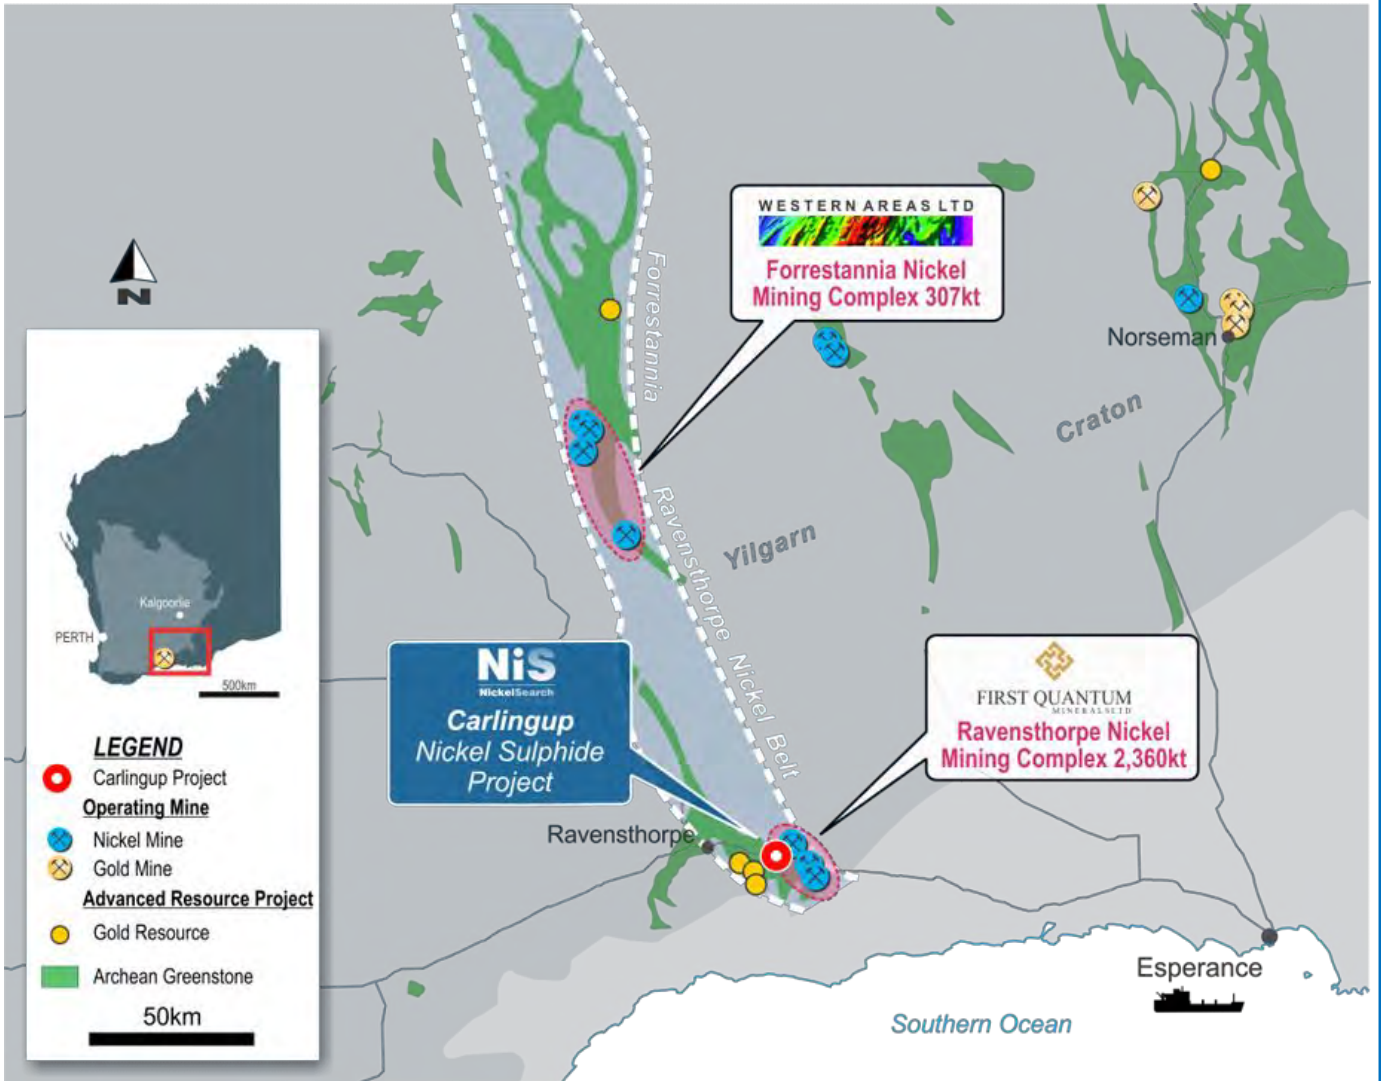 WESTERN AREAS LTD
Forrestannia Nickel
Mining Complex 307kt
Forrestannia
Ravensthorpe Nickel Belt
Norseman
Yilgarn
Craton
N
Kalgoorlie
PERTH
500km
LEGEND
Carlingup Project
Operating Mine
Nickel Mine
Gold Mine
Advanced Resource Project
Gold Resource
Archean Greenstone
50km
NiS
NickelSearch
Carlingup
Nickel Sulphide
Project
FIRST QUANTUM
MINERALS LTD
Ravensthorpe Nickel
Mining Complex 2,360kt
Ravensthorpe
Esperance
Southern Ocean